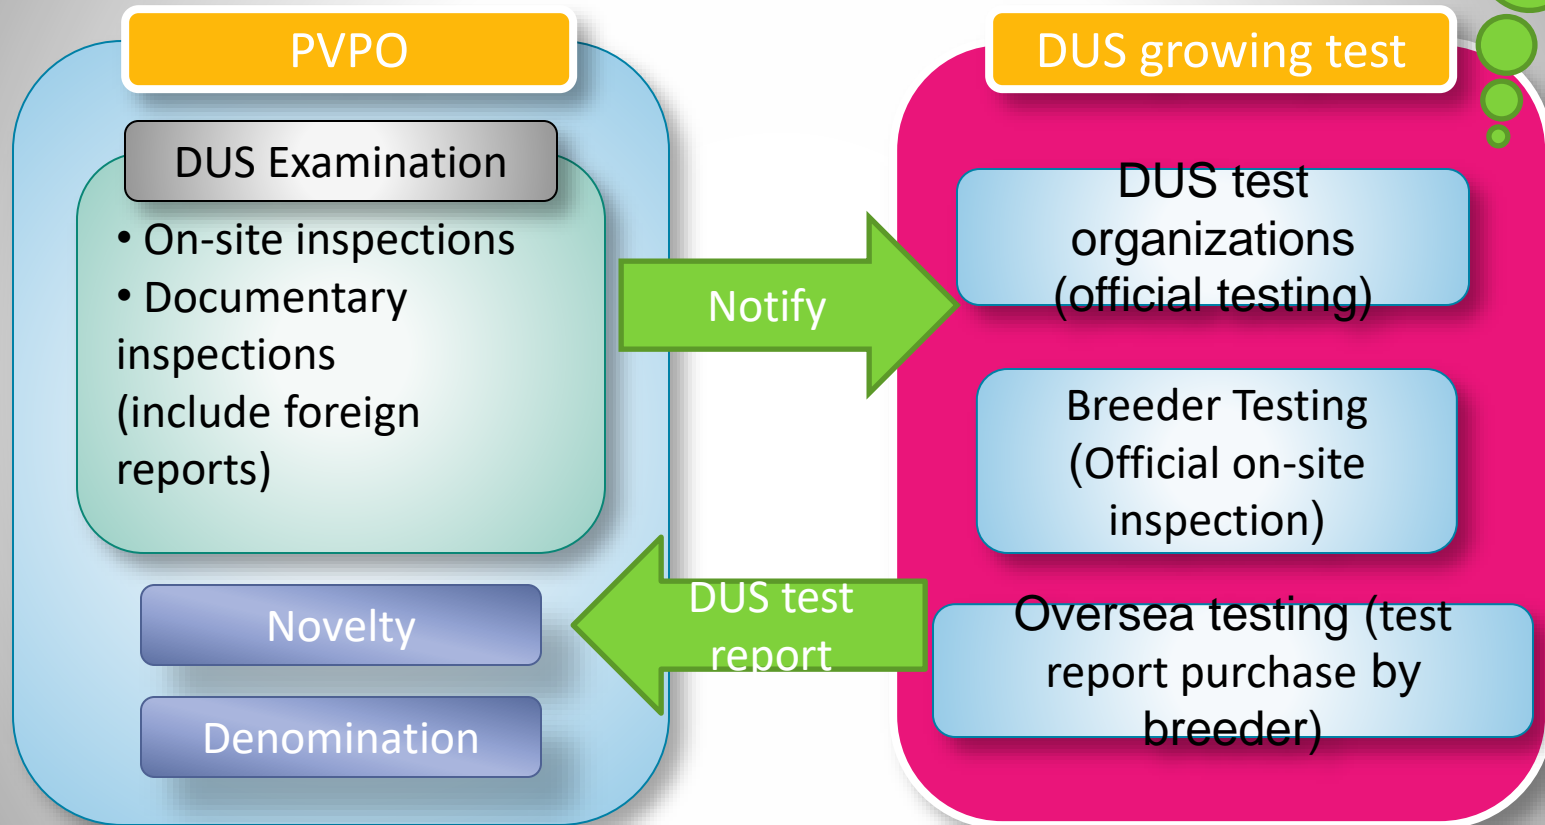 PVPO
DUS Examination
• On-site inspections
• Documentary
inspections
(include foreign
reports)
Novelty
Denomination
Notify
DUS test
report
DUS growing test
DUS test
organizations
(official testing)
Breeder Testing
(Official on-site
inspection)
Oversea testing (test
report purchase by
breeder)